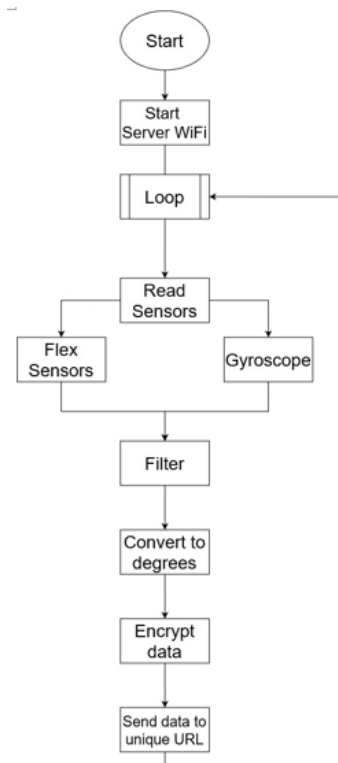 Start
Start
Server WiFi
Loop
Read
Sensors
Flex
Sensors
Gyroscope
Filter
Convert to
degrees
Encrypt
data
Send data to
unique URL